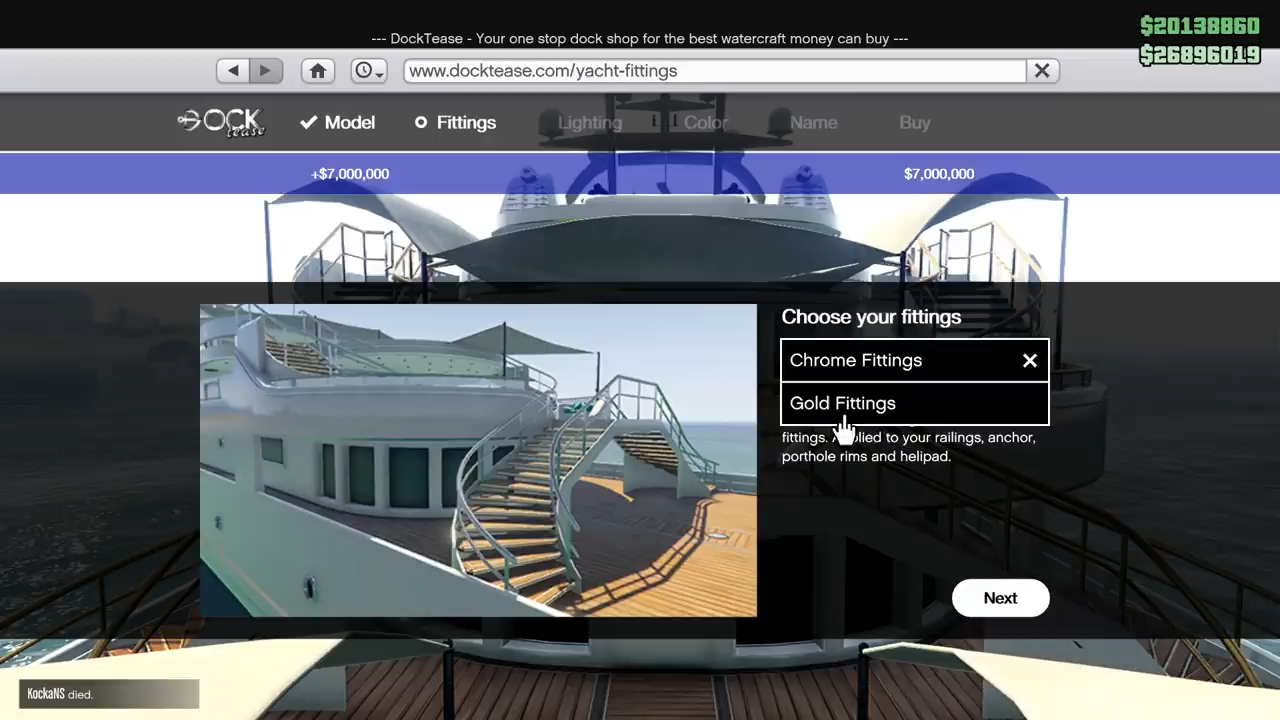 $20138860
--- DockTease - Your one stop dock shop for the best watercraft money can buy ---
$26896019
www.docktease.com/yacht-fittings
DOCK tease
Model
Fittings
Lighting
Color
Name
Buy
+$7,000,000
$7,000,000
Choose your fittings
Chrome Fittings
Gold Fittings
fittings. to your railings, anchor,
porthole rims and helipad.
Next
KockaNS died.